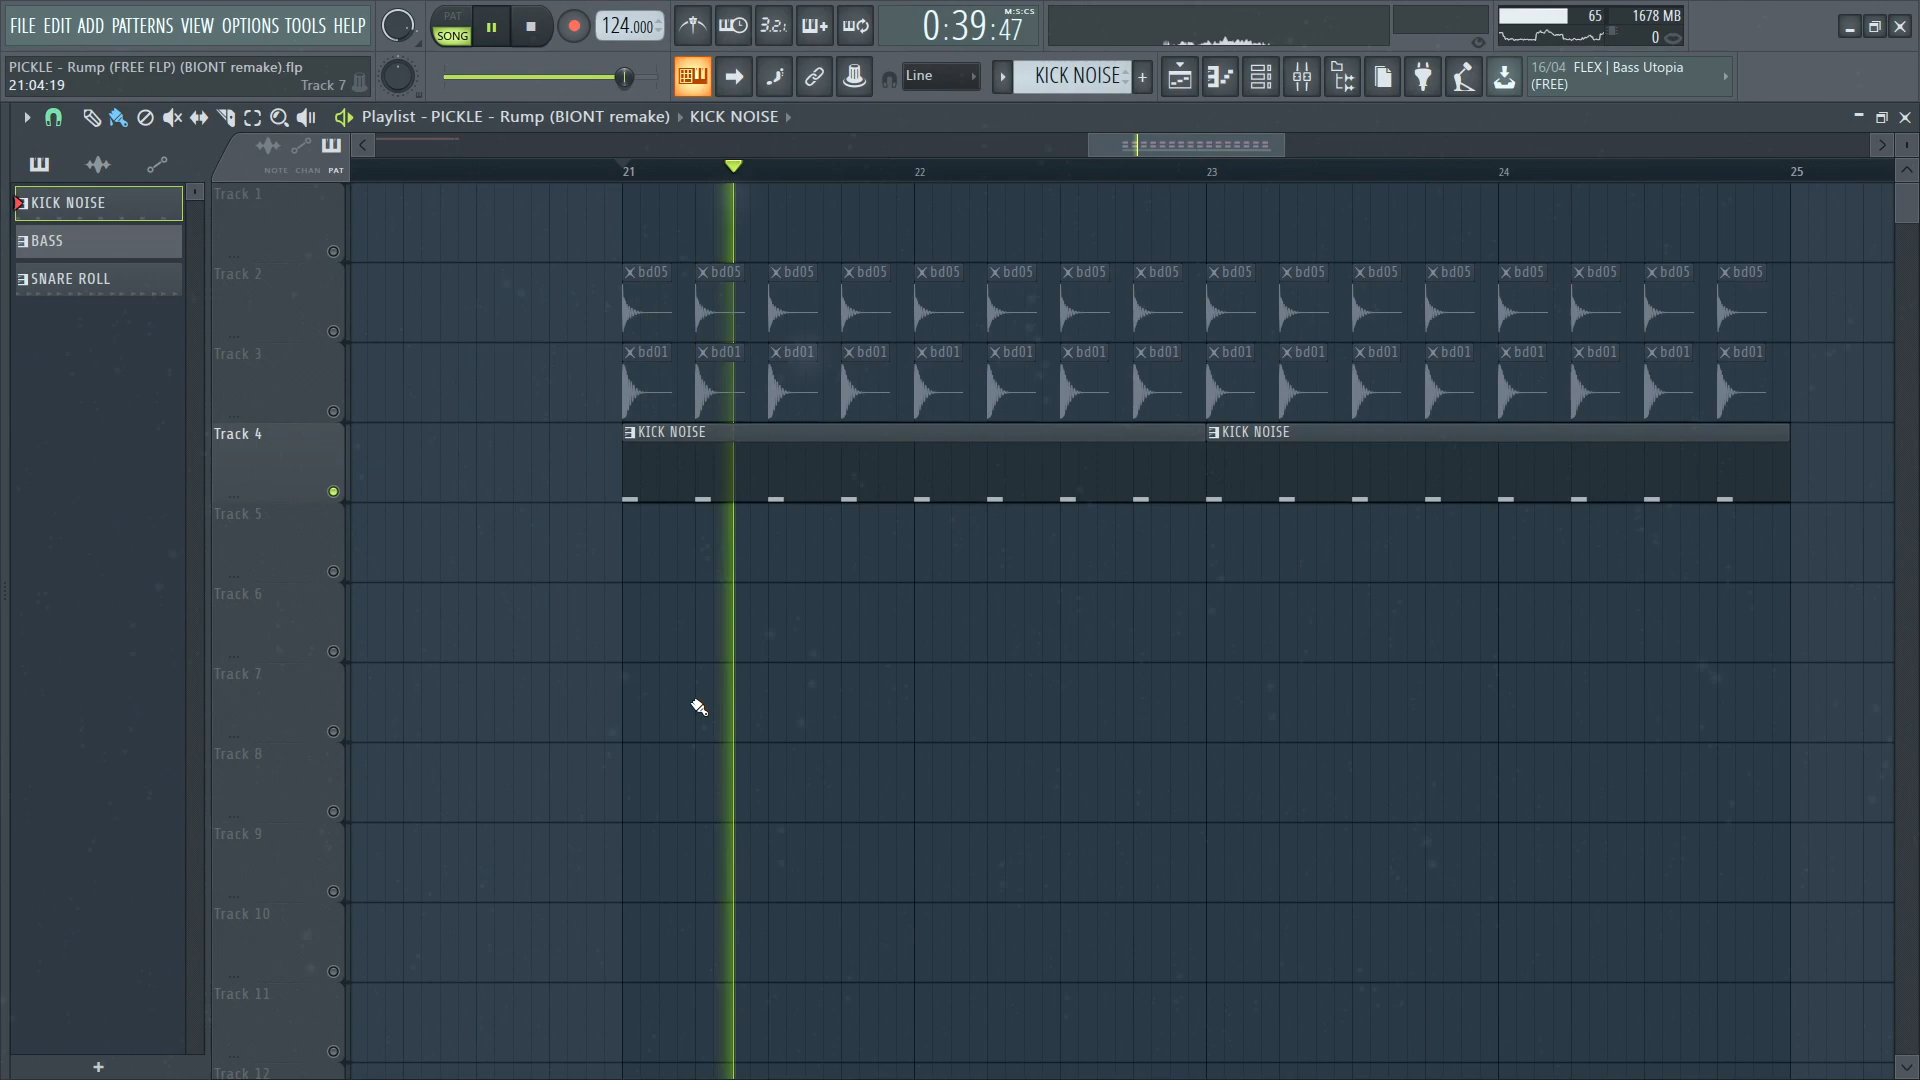 FILE EDIT ADD PATTERNS VIEW OPTIONS TOOLS HELP
PAT
SONG
124.000
3.2.1
0:39:47
M:S:CS
65
1678 MB
0
PICKLE - Rump (FREE FLP) (BIONT remake).flp
21:04:19
Track 7
Line
KICK NOISE
16/04 FLEX | Bass Utopia
(FREE)
Playlist - PICKLE - Rump (BIONT remake) › KICK NOISE ›
NOTE CHAN PAT
21 22 23 24 25
KICK NOISE
BASS
SNARE ROLL
Track 1
Track 2
bd05 bd05 bd05 bd05 bd05 bd05 bd05 bd05 bd05 bd05 bd05 bd05 bd05 bd05 bd05 bd05
Track 3
bd01 bd01 bd01 bd01 bd01 bd01 bd01 bd01 bd01 bd01 bd01 bd01 bd01 bd01 bd01 bd01
Track 4
KICK NOISE KICK NOISE
Track 5
Track 6
Track 7
Track 8
Track 9
Track 10
Track 11
Track 12